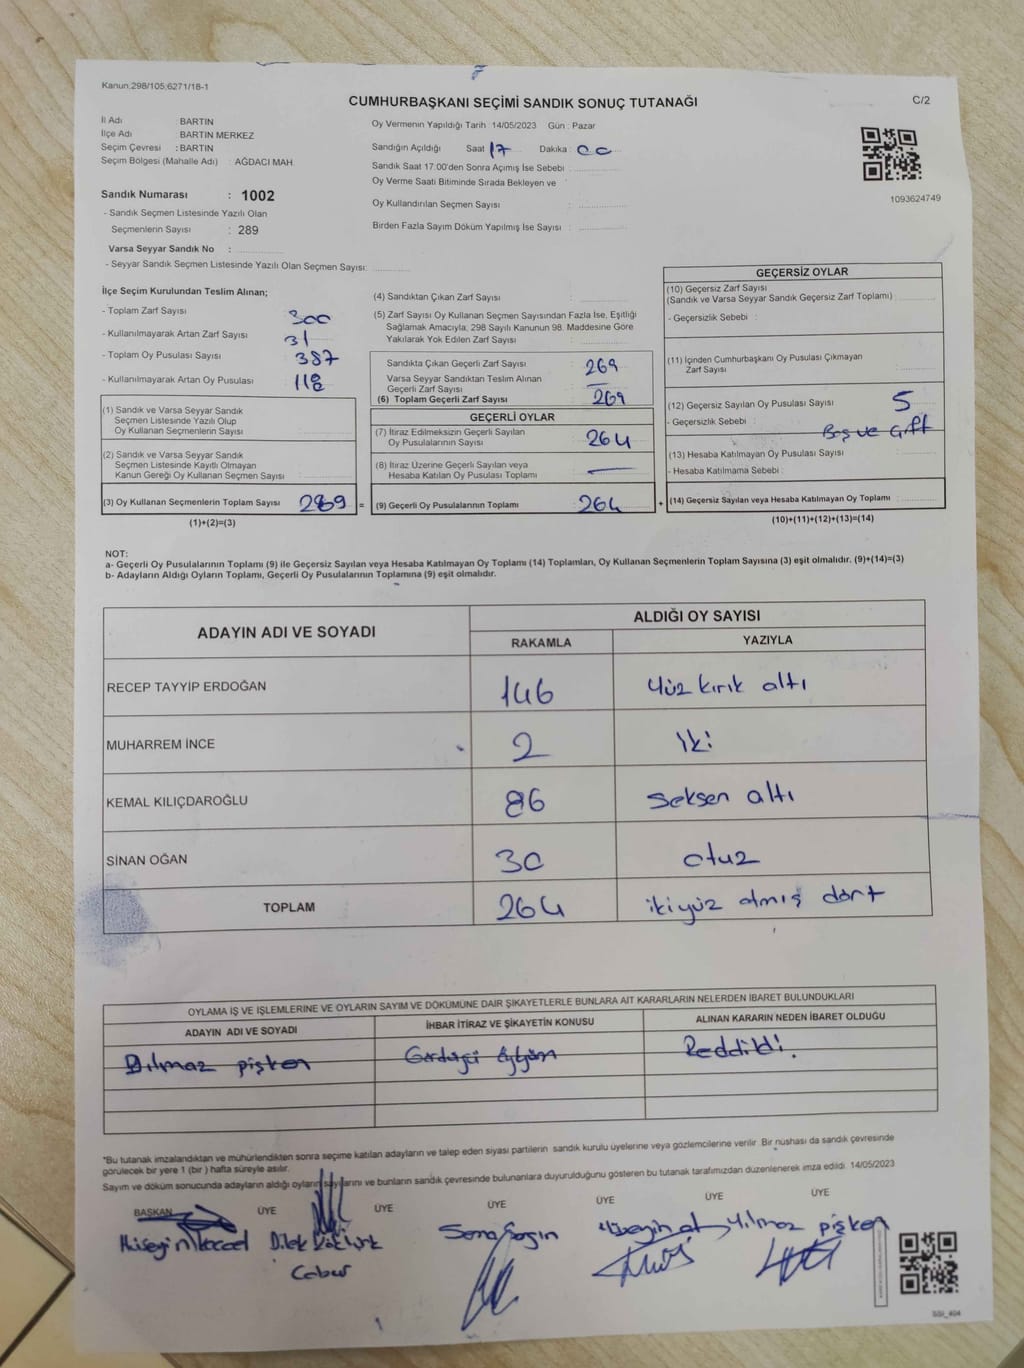 Kanun;298/105;6271/18-1
CUMHURBAŞKANI SEÇİMİ SANDIK SONUÇ TUTANAĞI
C/2
İl Adı : BARTIN
İlçe Adı : BARTIN MERKEZ
Seçim Çevresi : BARTIN
Seçim Bölgesi (Mahalle Adı) : AĞDACI MAH.
Sandık Numarası : 1002
- Sandık Seçmen Listesinde Yazılı Olan
Seçmenlerin Sayısı : 289
Varsa Seyyar Sandık No :
- Seyyar Sandık Seçmen Listesinde Yazılı Olan Seçmen Sayısı:
Oy Vermenin Yapıldığı Tarih : 14/05/2023 Gün : Pazar
Sandığın Açıldığı Saat 17 Dakika : 00
Sandık Saat 17.00'den Sonra Açımış İse Sebebi :
Oy Verme Saati Bitiminde Sırada Bekleyen ve
Oy Kullandırılan Seçmen Sayısı :
Birden Fazla Sayım Döküm Yapılmış İse Sayısı :
1093624749
İlçe Seçim Kurulundan Teslim Alınan;
- Toplam Zarf Sayısı : 300
- Kullanılmayarak Artan Zarf Sayısı : 31
- Toplam Oy Pusulası Sayısı : 387
- Kullanılmayarak Artan Oy Pusulası : 118
(1) Sandık ve Varsa Seyyar Sandık
Seçmen Listesinde Yazılı Olup
Oy Kullanan Seçmenlerin Sayısı :
(2) Sandık ve Varsa Seyyar Sandık
Seçmen Listesinde Kayıtlı Olmayan
Kanun Gereği Oy Kullanan Seçmen Sayısı :
(3) Oy Kullanan Seçmenlerin Toplam Sayısı 269 =
(1)+(2)=(3)
(4) Sandıktan Çıkan Zarf Sayısı :
(5) Zarf Sayısı Oy Kullanan Seçmen Sayısından Fazla İse, Eşitliği
Sağlamak Amacıyla, 298 Sayılı Kanunun 98. Maddesine Göre
Yakılarak Yok Edilen Zarf Sayısı :
Sandıkta Çıkan Geçerli Zarf Sayısı : 269
Varsa Seyyar Sandıktan Teslim Alınan
Geçerli Zarf Sayısı : —
(6) Toplam Geçerli Zarf Sayısı : 269
GEÇERLİ OYLAR
(7) İtiraz Edilmeksizin Geçerli Sayılan
Oy Pusulalarının Sayısı : 264
(8) İtiraz Üzerine Geçerli Sayılan veya
Hesaba Katılan Oy Pusulası Toplamı : —
(9) Geçerli Oy Pusulalarının Toplamı : 264 +
GEÇERSİZ OYLAR
(10) Geçersiz Zarf Sayısı
(Sandık ve Varsa Seyyar Sandık Geçersiz Zarf Toplamı)
- Geçersizlik Sebebi :
(11) İçinden Cumhurbaşkanı Oy Pusulası Çıkmayan
Zarf Sayısı :
(12) Geçersiz Sayılan Oy Pusulası Sayısı : 5
- Geçersizlik Sebebi : Boş ve Çift
(13) Hesaba Katılmayan Oy Pusulası Sayısı :
- Hesaba Katılmama Sebebi :
(14) Geçersiz Sayılan veya Hesaba Katılmayan Oy Toplamı :
(10)+(11)+(12)+(13)=(14)
NOT:
a- Geçerli Oy Pusulalarının Toplamı (9) ile Geçersiz Sayılan veya Hesaba Katılmayan Oy Toplamı (14) Toplamları, Oy Kullanan Seçmenlerin Toplam Sayısına (3) eşit olmalıdır. (9)+(14)=(3)
b- Adayların Aldığı Oyların Toplamı, Geçerli Oy Pusulalarının Toplamına (9) eşit olmalıdır.
ADAYIN ADI VE SOYADI
ALDIĞI OY SAYISI
RAKAMLA YAZIYLA
RECEP TAYYİP ERDOĞAN 146 Yüz kırık altı
MUHARREM İNCE 2 iki
KEMAL KILIÇDAROĞLU 86 Seksen altı
SİNAN OĞAN 30 otuz
TOPLAM 264 ikiyüz atmış dört
OYLAMA İŞ VE İŞLEMLERİNE VE OYLARIN SAYIM VE DÖKÜMÜNE DAİR ŞİKAYETLERLE BUNLARA AİT KARARLARIN NELERDEN İBARET BULUNDUKLARI
ADAYIN ADI VE SOYADI İHBAR İTİRAZ VE ŞİKAYETİN KONUSU ALINAN KARARIN NEDEN İBARET OLDUĞU
pişken Reddildi.
*Bu tutanak imzalandıktan ve mühürlendikten sonra seçime katılan adayların ve talep eden siyasi partilerin sandık kurulu üyelerine veya gözlemcilerine verilir. Bir nüshası da sandık çevresinde
görülecek bir yere 1 (bir ) hafta süreyle asılır.
Sayım ve döküm sonucunda adayların aldığı oyların sayılarını ve bunların sandık çevresinde bulunanlara duyurulduğunu gösteren bu tutanak tarafımızdan düzenlenerek imza edildi. 14/05/2023
BAŞKAN ÜYE ÜYE ÜYE ÜYE ÜYE ÜYE
Hüseyin Dilek Sena Yılmaz pişken